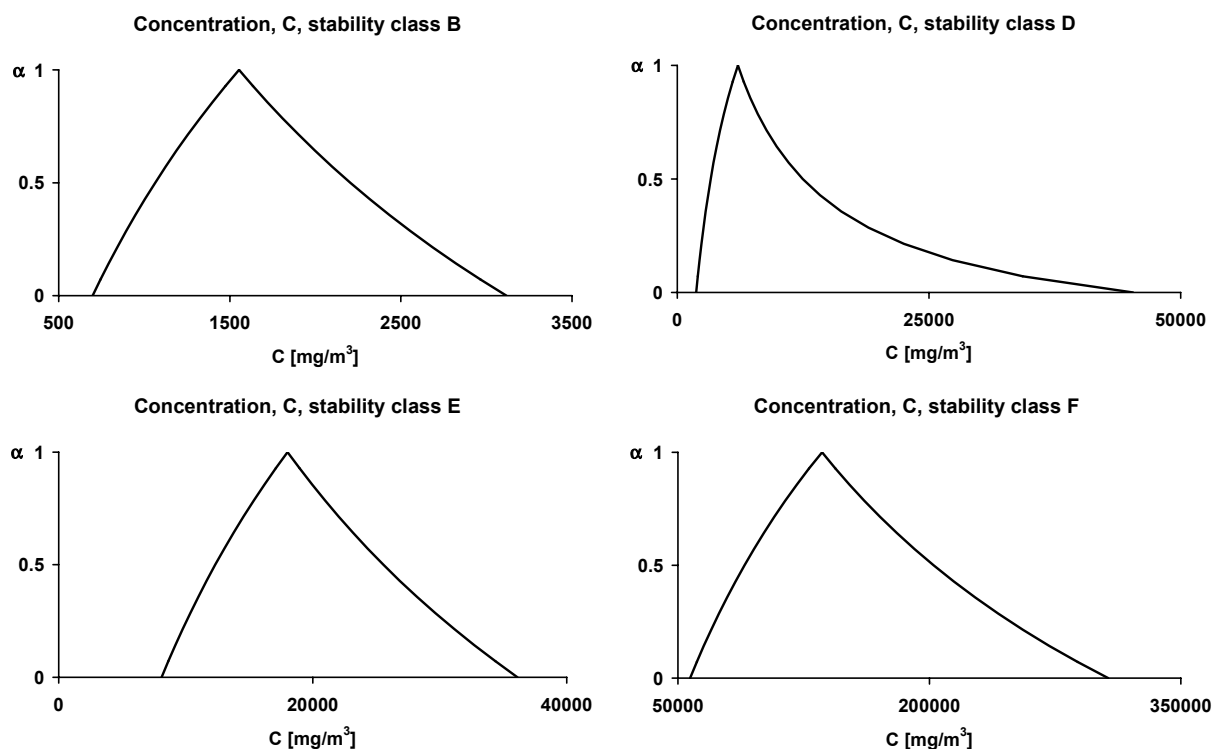 Concentration, C, stability class B
α 1
0.5
0
500 1500 2500 3500
C [mg/m³]
Concentration, C, stability class D
α 1
0.5
0
0 25000 50000
C [mg/m³]
Concentration, C, stability class E
α 1
0.5
0
0 20000 40000
C [mg/m³]
Concentration, C, stability class F
α 1
0.5
0
50000 200000 350000
C [mg/m³]